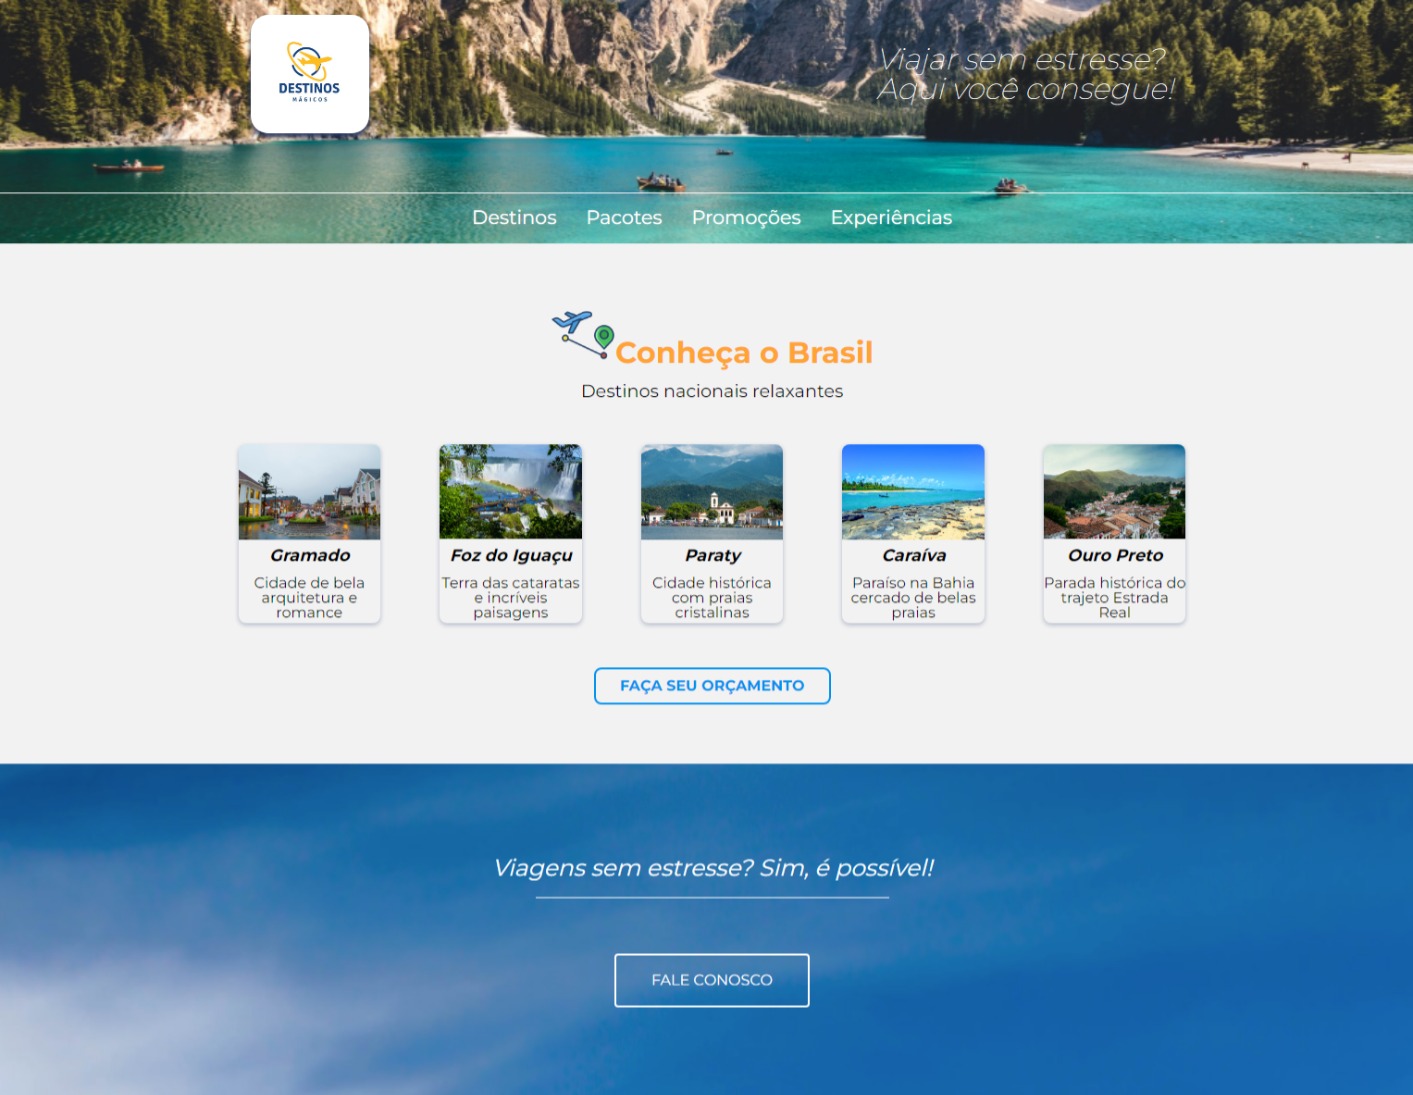 DESTINOS
MÁGICOS
Viajar sem estresse?
Aqui você consegue!
Destinos Pacotes Promoções Experiências
Conheça o Brasil
Destinos nacionais relaxantes
Gramado
Cidade de bela
arquitetura e
romance
Foz do Iguaçu
Terra das cataratas
e incríveis
paisagens
Paraty
Cidade histórica
com praias
cristalinas
Caraíva
Paraíso na Bahia
cercado de belas
praias
Ouro Preto
Parada histórica do
trajeto Estrada
Real
FAÇA SEU ORÇAMENTO
Viagens sem estresse? Sim, é possível!
FALE CONOSCO